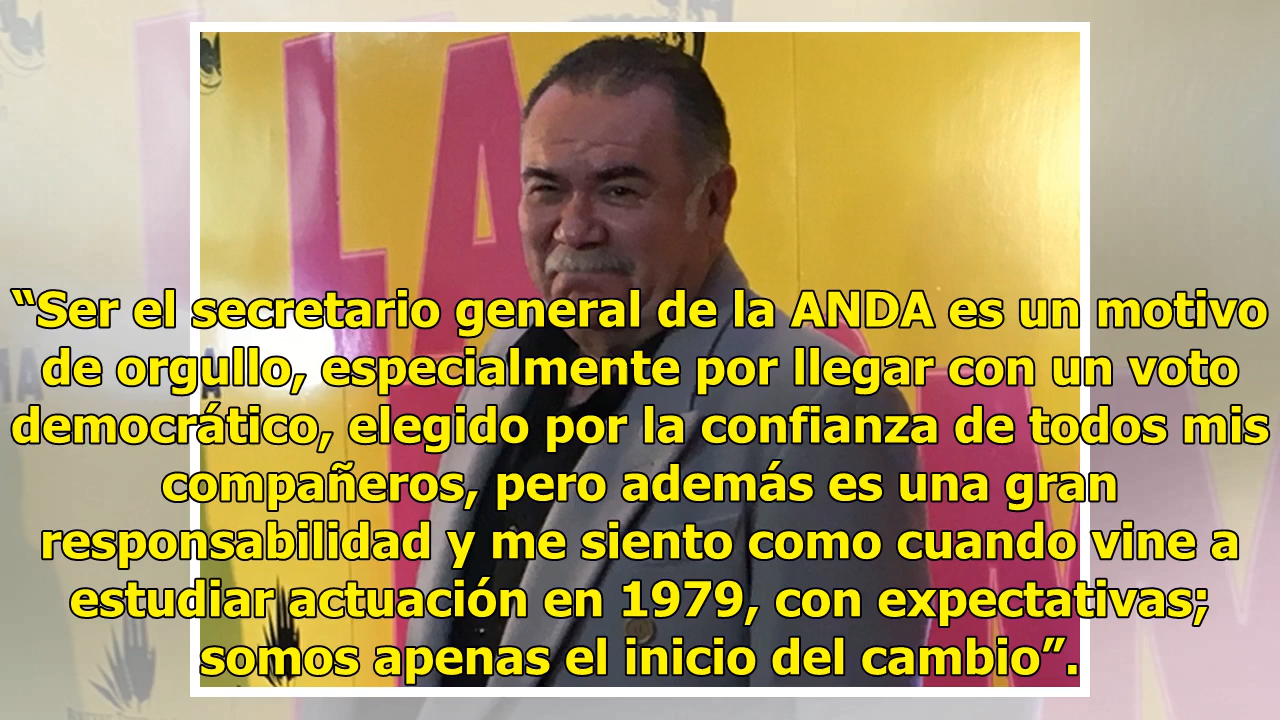 “Ser el secretario general de la ANDA es un motivo
de orgullo, especialmente por llegar con un voto
democrático, elegido por la confianza de todos mis
compañeros, pero además es una gran
responsabilidad y me siento como cuando vine a
estudiar actuación en 1979, con expectativas;
somos apenas el inicio del cambio”.